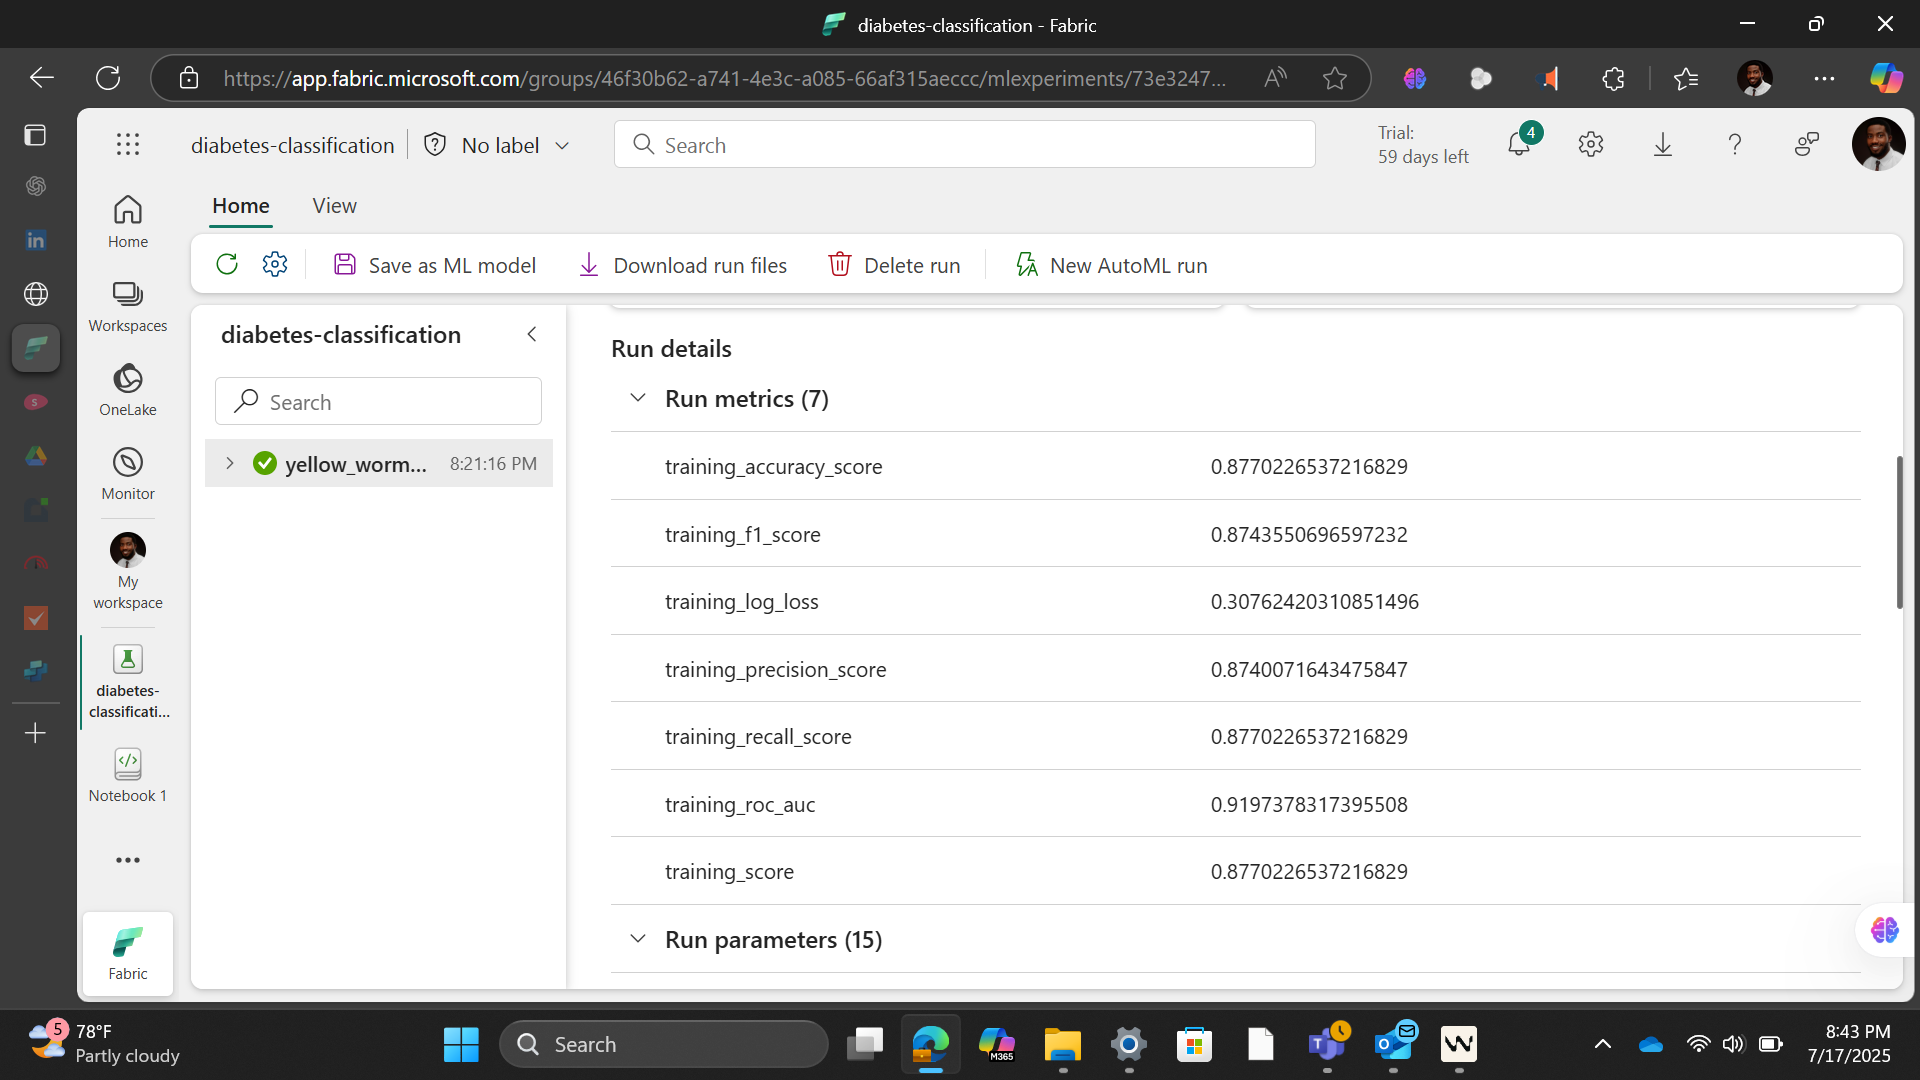 diabetes-classification - Fabric
https://app.fabric.microsoft.com/groups/46f30b62-a741-4e3c-a085-66af315aeccc/mlexperiments/73e3247...
diabetes-classification
No label
Search
Trial:
59 days left
4
Home
View
Save as ML model
Download run files
Delete run
New AutoML run
Home
Workspaces
OneLake
Monitor
My
workspace
diabetes-
classificati...
Notebook 1
Fabric
diabetes-classification
Search
yellow_worm... 8:21:16 PM
Run details
Run metrics (7)
training_accuracy_score 0.8770226537216829
training_f1_score 0.8743550696597232
training_log_loss 0.30762420310851496
training_precision_score 0.8740071643475847
training_recall_score 0.8770226537216829
training_roc_auc 0.9197378317395508
training_score 0.8770226537216829
Run parameters (15)
5
78°F
Partly cloudy
Search
M365
8:43 PM
7/17/2025